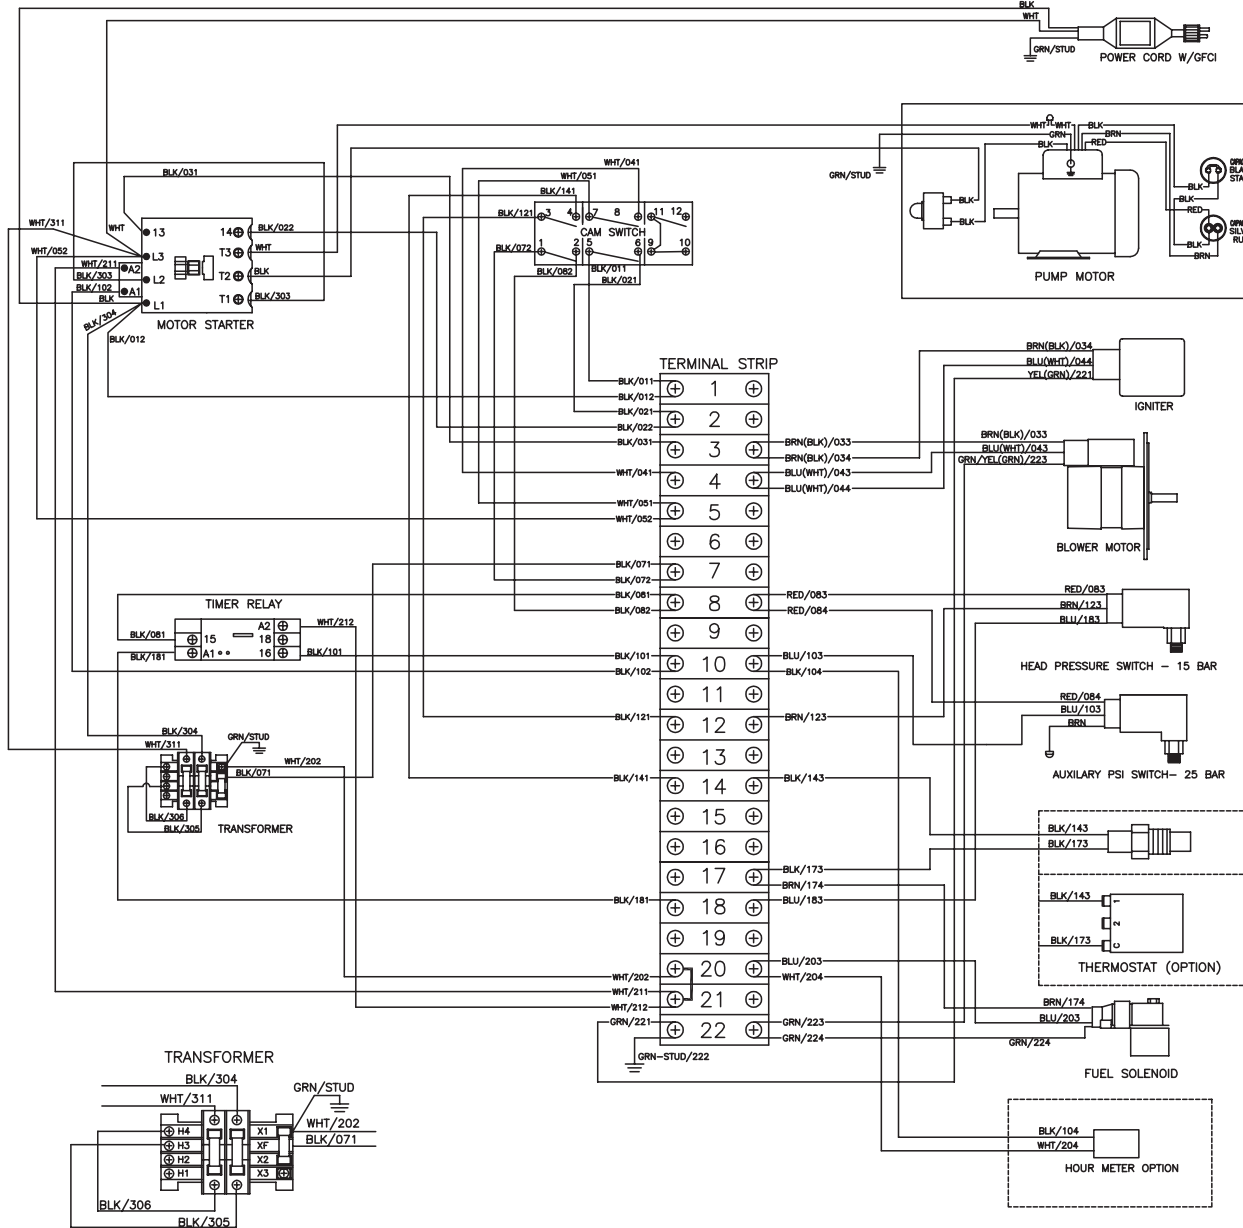 BLK
WHT
GRN/STUD
POWER CORD W/GFCI
WHT WHT
BLK
GRN
BRN
BLK
RED
GRN/STUD
BLK
BLK
BLK
RED
BLK
BRN
PUMP MOTOR
BLK/031
WHT/311
WHT
WHT/052
WHT/211
BLK/303
BLK/102
BLK
BLK/304
BLK/012
13
L3
A2
L2
A1
L1
14
T3
T2
T1
BLK/022
WHT
BLK
BLK/303
MOTOR STARTER
WHT/041
WHT/051
BLK/141
BLK/121
3 4 7 8 11 12
CAM SWITCH
BLK/072
1 2 5 6 9 10
BLK/082
BLK/011
BLK/021
TERMINAL STRIP
BLK/011
1
BLK/012
BLK/021
2
BLK/022
BLK/031
3
BRN(BLK)/033
BRN(BLK)/034
WHT/041
4
BLU(WHT)/043
BLU(WHT)/044
WHT/051
5
WHT/052
6
BLK/071
7
BLK/072
BLK/081
8
BLK/082
RED/083
RED/084
9
BLK/101
10
BLK/102
BLU/103
BLK/104
11
BLK/121
12
BRN/123
13
BLK/141
14
BLK/143
15
16
17
BLK/173
BRN/174
BLK/181
18
BLU/183
19
WHT/202
20
BLU/203
WHT/204
WHT/211
21
WHT/212
GRN/221
22
GRN/223
GRN/224
GRN-STUD/222
BRN(BLK)/034
BLU(WHT)/044
YEL(GRN)/221
IGNITER
BRN(BLK)/033
BLU(WHT)/043
GRN/YEL(GRN)/223
BLOWER MOTOR
RED/083
BRN/123
BLU/183
HEAD PRESSURE SWITCH - 15 BAR
RED/084
BLU/103
BRN
AUXILARY PSI SWITCH- 25 BAR
BLK/143
BLK/173
BLK/143
1
2
BLK/173
C
THERMOSTAT (OPTION)
BRN/174
BLU/203
GRN/224
FUEL SOLENOID
BLK/104
WHT/204
HOUR METER OPTION
TIMER RELAY
A2
WHT/212
BLK/081
15
18
BLK/181
A1
16
BLK/101
BLK/304
WHT/311
GRN/STUD
WHT/202
BLK/071
BLK/306
BLK/305
TRANSFORMER
TRANSFORMER
BLK/304
WHT/311
GRN/STUD
WHT/202
BLK/071
H4 X1
H3 XF
H2 X2
H1 X3
BLK/306
BLK/305